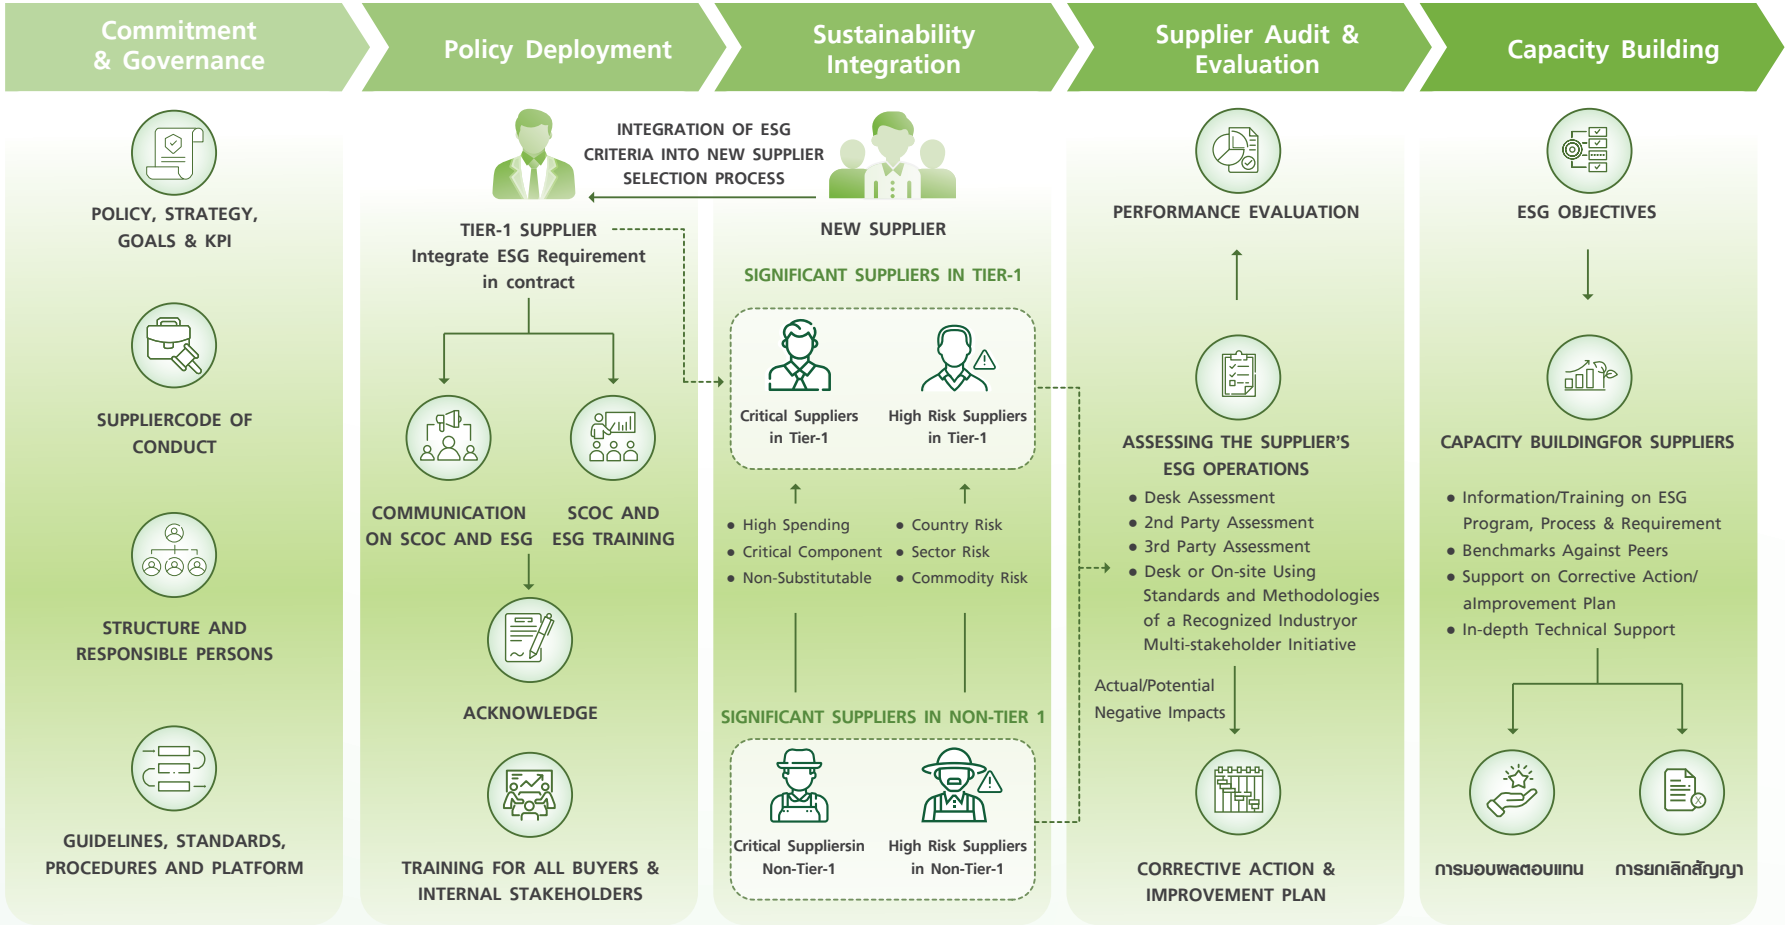 Commitment
& Governance
Policy Deployment
Sustainability
Integration
Supplier Audit &
Evaluation
Capacity Building
POLICY, STRATEGY,
GOALS & KPI
SUPPLIERCODE OF
CONDUCT
STRUCTURE AND
RESPONSIBLE PERSONS
GUIDELINES, STANDARDS,
PROCEDURES AND PLATFORM
INTEGRATION OF ESG
CRITERIA INTO NEW SUPPLIER
SELECTION PROCESS
TIER-1 SUPPLIER
Integrate ESG Requirement
in contract
COMMUNICATION
ON SCOC AND ESG
SCOC AND
ESG TRAINING
ACKNOWLEDGE
TRAINING FOR ALL BUYERS &
INTERNAL STAKEHOLDERS
NEW SUPPLIER
SIGNIFICANT SUPPLIERS IN TIER-1
Critical Suppliers
in Tier-1
High Risk Suppliers
in Tier-1
• High Spending
• Critical Component
• Non-Substitutable
• Country Risk
• Sector Risk
• Commodity Risk
SIGNIFICANT SUPPLIERS IN NON-TIER 1
Critical Suppliersin
Non-Tier-1
High Risk Suppliers
in Non-Tier-1
PERFORMANCE EVALUATION
ASSESSING THE SUPPLIER'S
ESG OPERATIONS
• Desk Assessment
• 2nd Party Assessment
• 3rd Party Assessment
• Desk or On-site Using
Standards and Methodologies
of a Recognized Industryor
Multi-stakeholder Initiative
Actual/Potential
Negative Impacts
CORRECTIVE ACTION &
IMPROVEMENT PLAN
ESG OBJECTIVES
CAPACITY BUILDINGFOR SUPPLIERS
• Information/Training on ESG
Program, Process & Requirement
• Benchmarks Against Peers
• Support on Corrective Action/
aImprovement Plan
• In-depth Technical Support
การมอบผลตอบแทน
การยกเลิกสัญญา